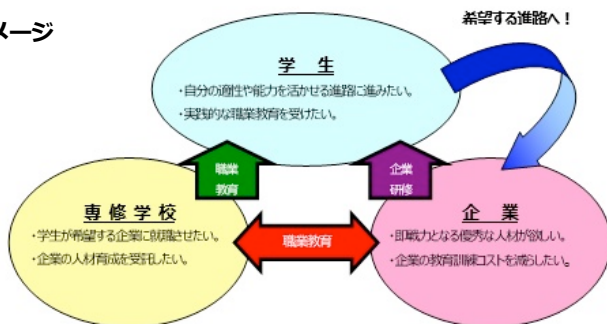 メージ
希望する進路へ！
学　生
・自分の適性や能力を活かせる進路に進みたい。
・実践的な職業教育を受けたい。
職業
教育
企業
研修
専修学校
・学生が希望する企業に就職させたい。
・企業の人材育成を受託したい。
職業教育
企　業
・即戦力となる優秀な人材が欲しい。
・企業の教育訓練コストを減らしたい。